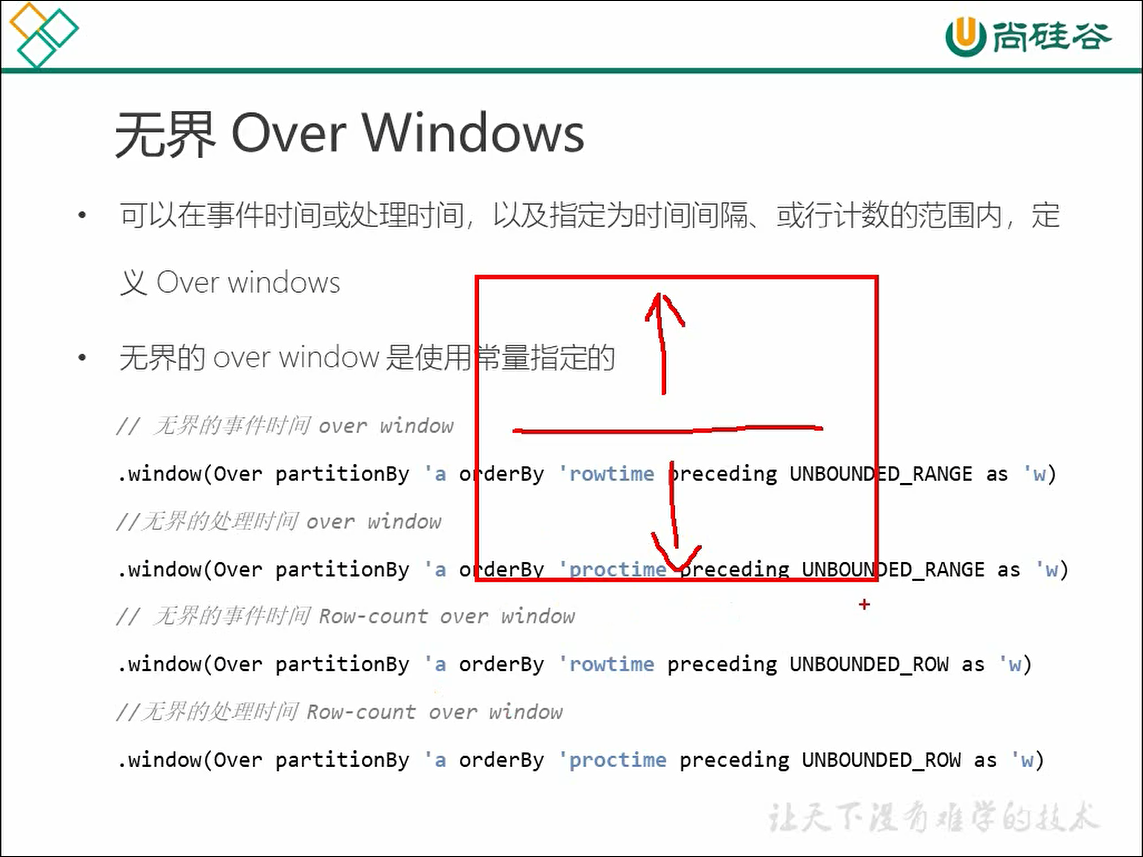 尚硅谷
无界 Over Windows
• 可以在事件时间或处理时间，以及指定为时间间隔、或行计数的范围内，定
义 Over windows
• 无界的 over window 是使用常量指定的
// 无界的事件时间 over window
.window(Over partitionBy 'a orderBy 'rowtime preceding UNBOUNDED_RANGE as 'w)
//无界的处理时间 over window
.window(Over partitionBy 'a orderBy 'proctime preceding UNBOUNDED_RANGE as 'w)
// 无界的事件时间 Row-count over window
.window(Over partitionBy 'a orderBy 'rowtime preceding UNBOUNDED_ROW as 'w)
//无界的处理时间 Row-count over window
.window(Over partitionBy 'a orderBy 'proctime preceding UNBOUNDED_ROW as 'w)
让天下没有难学的技术